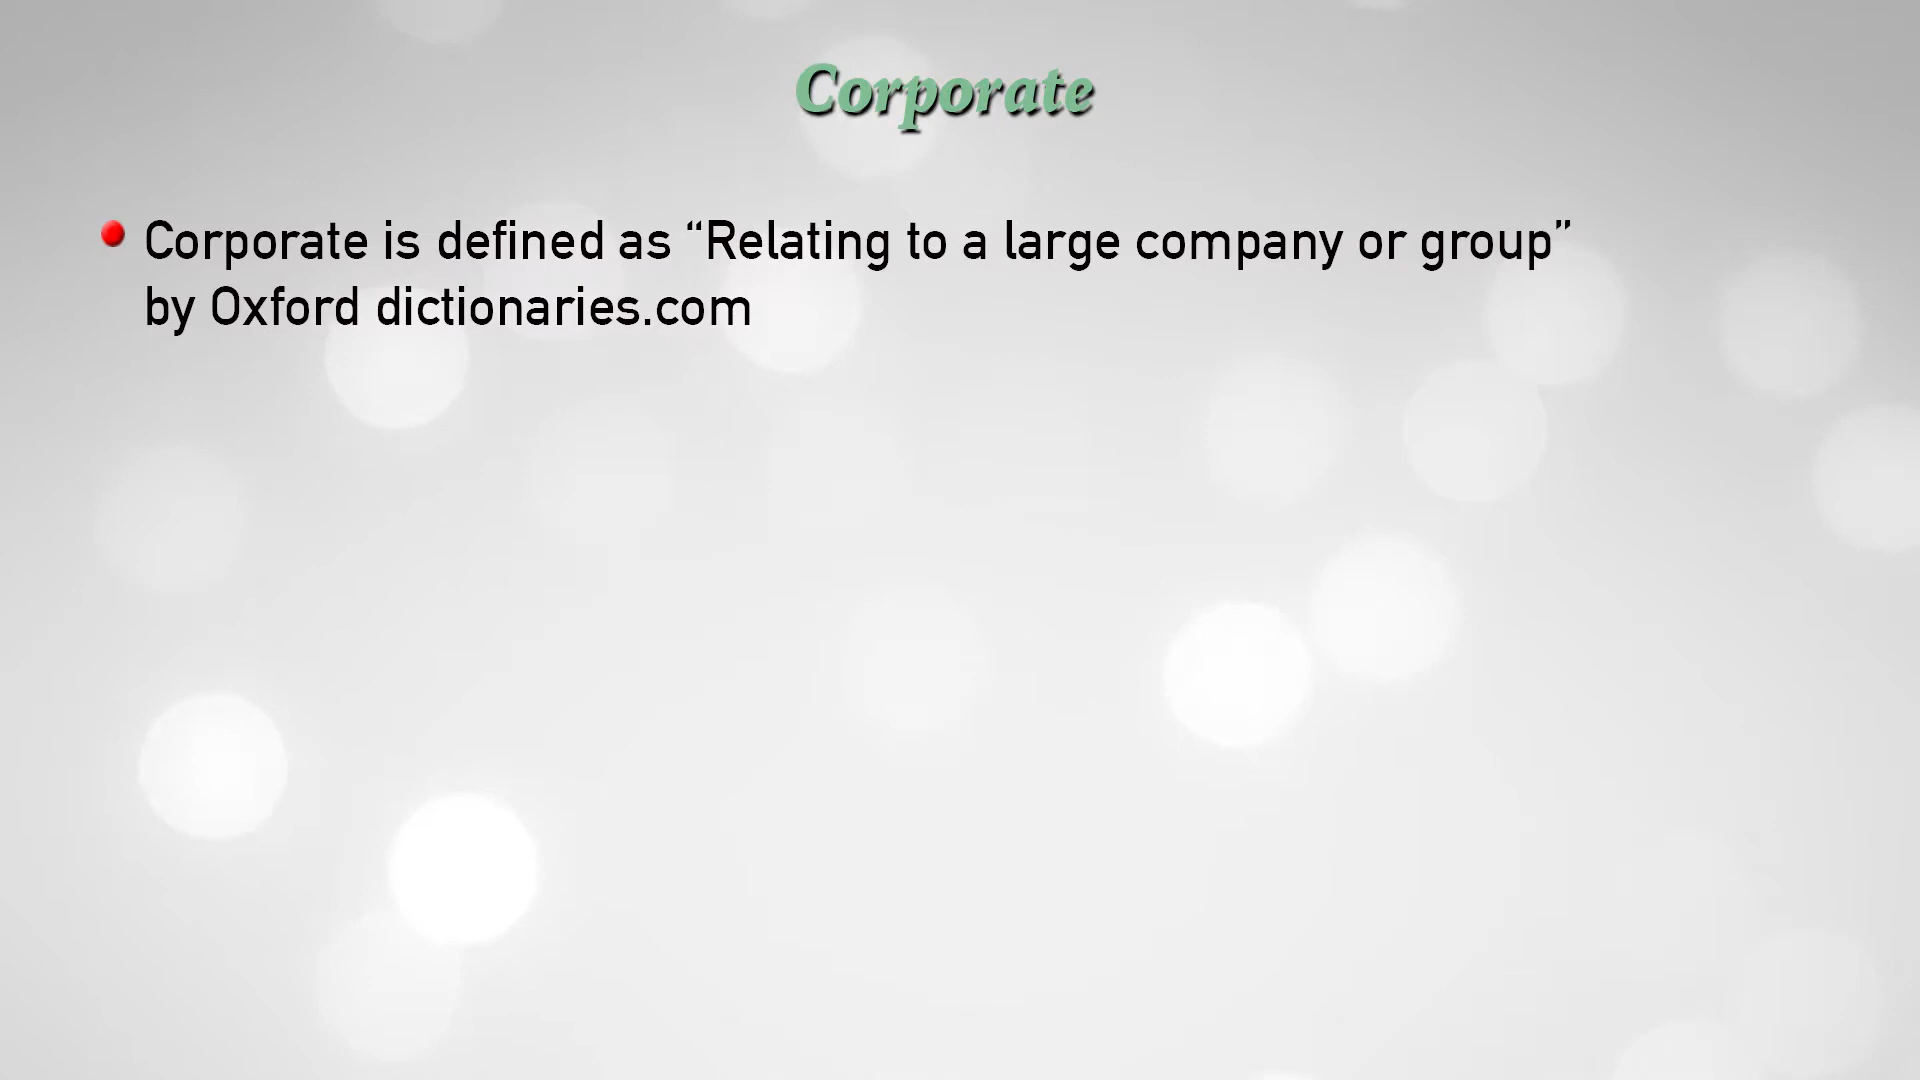 Corporate
Corporate is defined as “Relating to a large company or group”
by Oxford dictionaries.com